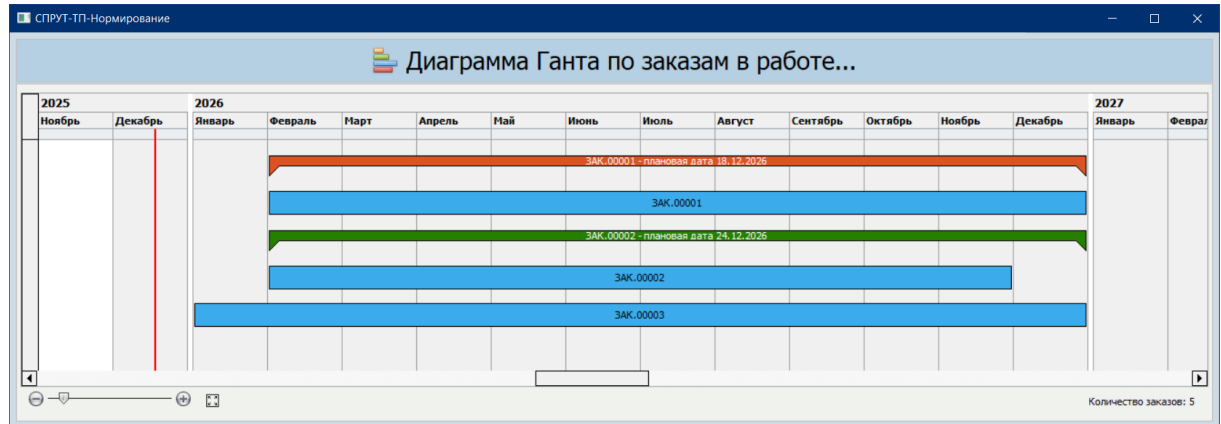 СПРУТ-ТП-Нормирование
Диаграмма Ганта по заказам в работе...
2025 2026 2027
Ноябрь Декабрь Январь Февраль Март Апрель Май Июнь Июль Август Сентябрь Октябрь Ноябрь Декабрь Январь Феврал
ЗАК.00001 - плановая дата 18.12.2026
ЗАК.00001
ЗАК.00002 - плановая дата 24.12.2026
ЗАК.00002
ЗАК.00003
Количество заказов: 5